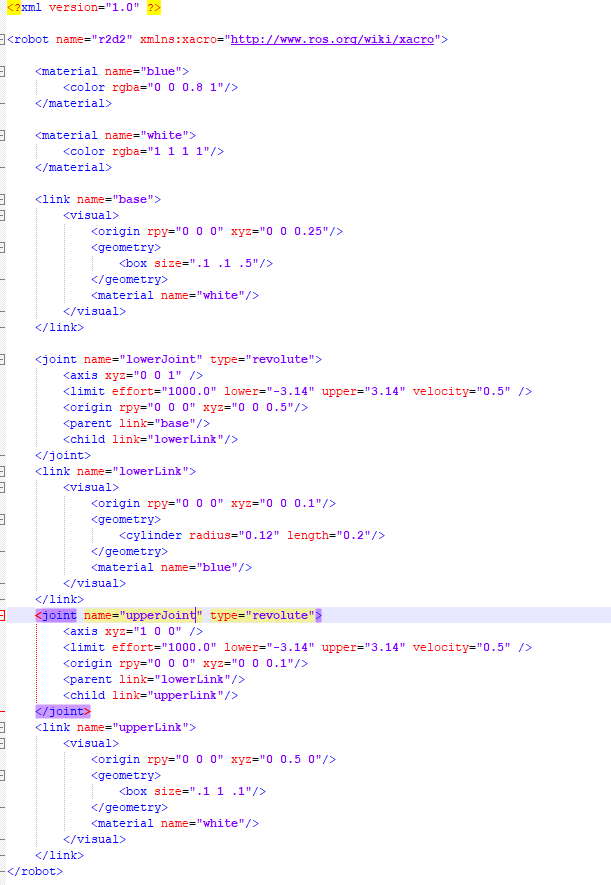 <?xml version="1.0" ?>
<robot name="r2d2" xmlns:xacro="http://www.ros.org/wiki/xacro">
<material name="blue">
<color rgba="0 0 0.8 1"/>
</material>
<material name="white">
<color rgba="1 1 1 1"/>
</material>
<link name="base">
<visual>
<origin rpy="0 0 0" xyz="0 0 0.25"/>
<geometry>
<box size=".1 .1 .5"/>
</geometry>
<material name="white"/>
</visual>
</link>
<joint name="lowerJoint" type="revolute">
<axis xyz="0 0 1" />
<limit effort="1000.0" lower="-3.14" upper="3.14" velocity="0.5" />
<origin rpy="0 0 0" xyz="0 0 0.5"/>
<parent link="base"/>
<child link="lowerLink"/>
</joint>
<link name="lowerLink">
<visual>
<origin rpy="0 0 0" xyz="0 0 0.1"/>
<geometry>
<cylinder radius="0.12" length="0.2"/>
</geometry>
<material name="blue"/>
</visual>
</link>
<joint name="upperJoint" type="revolute">
<axis xyz="1 0 0" />
<limit effort="1000.0" lower="-3.14" upper="3.14" velocity="0.5" />
<origin rpy="0 0 0" xyz="0 0 0.1"/>
<parent link="lowerLink"/>
<child link="upperLink"/>
</joint>
<link name="upperLink">
<visual>
<origin rpy="0 0 0" xyz="0 0.5 0"/>
<geometry>
<box size=".1 1 .1"/>
</geometry>
<material name="white"/>
</visual>
</link>
</robot>